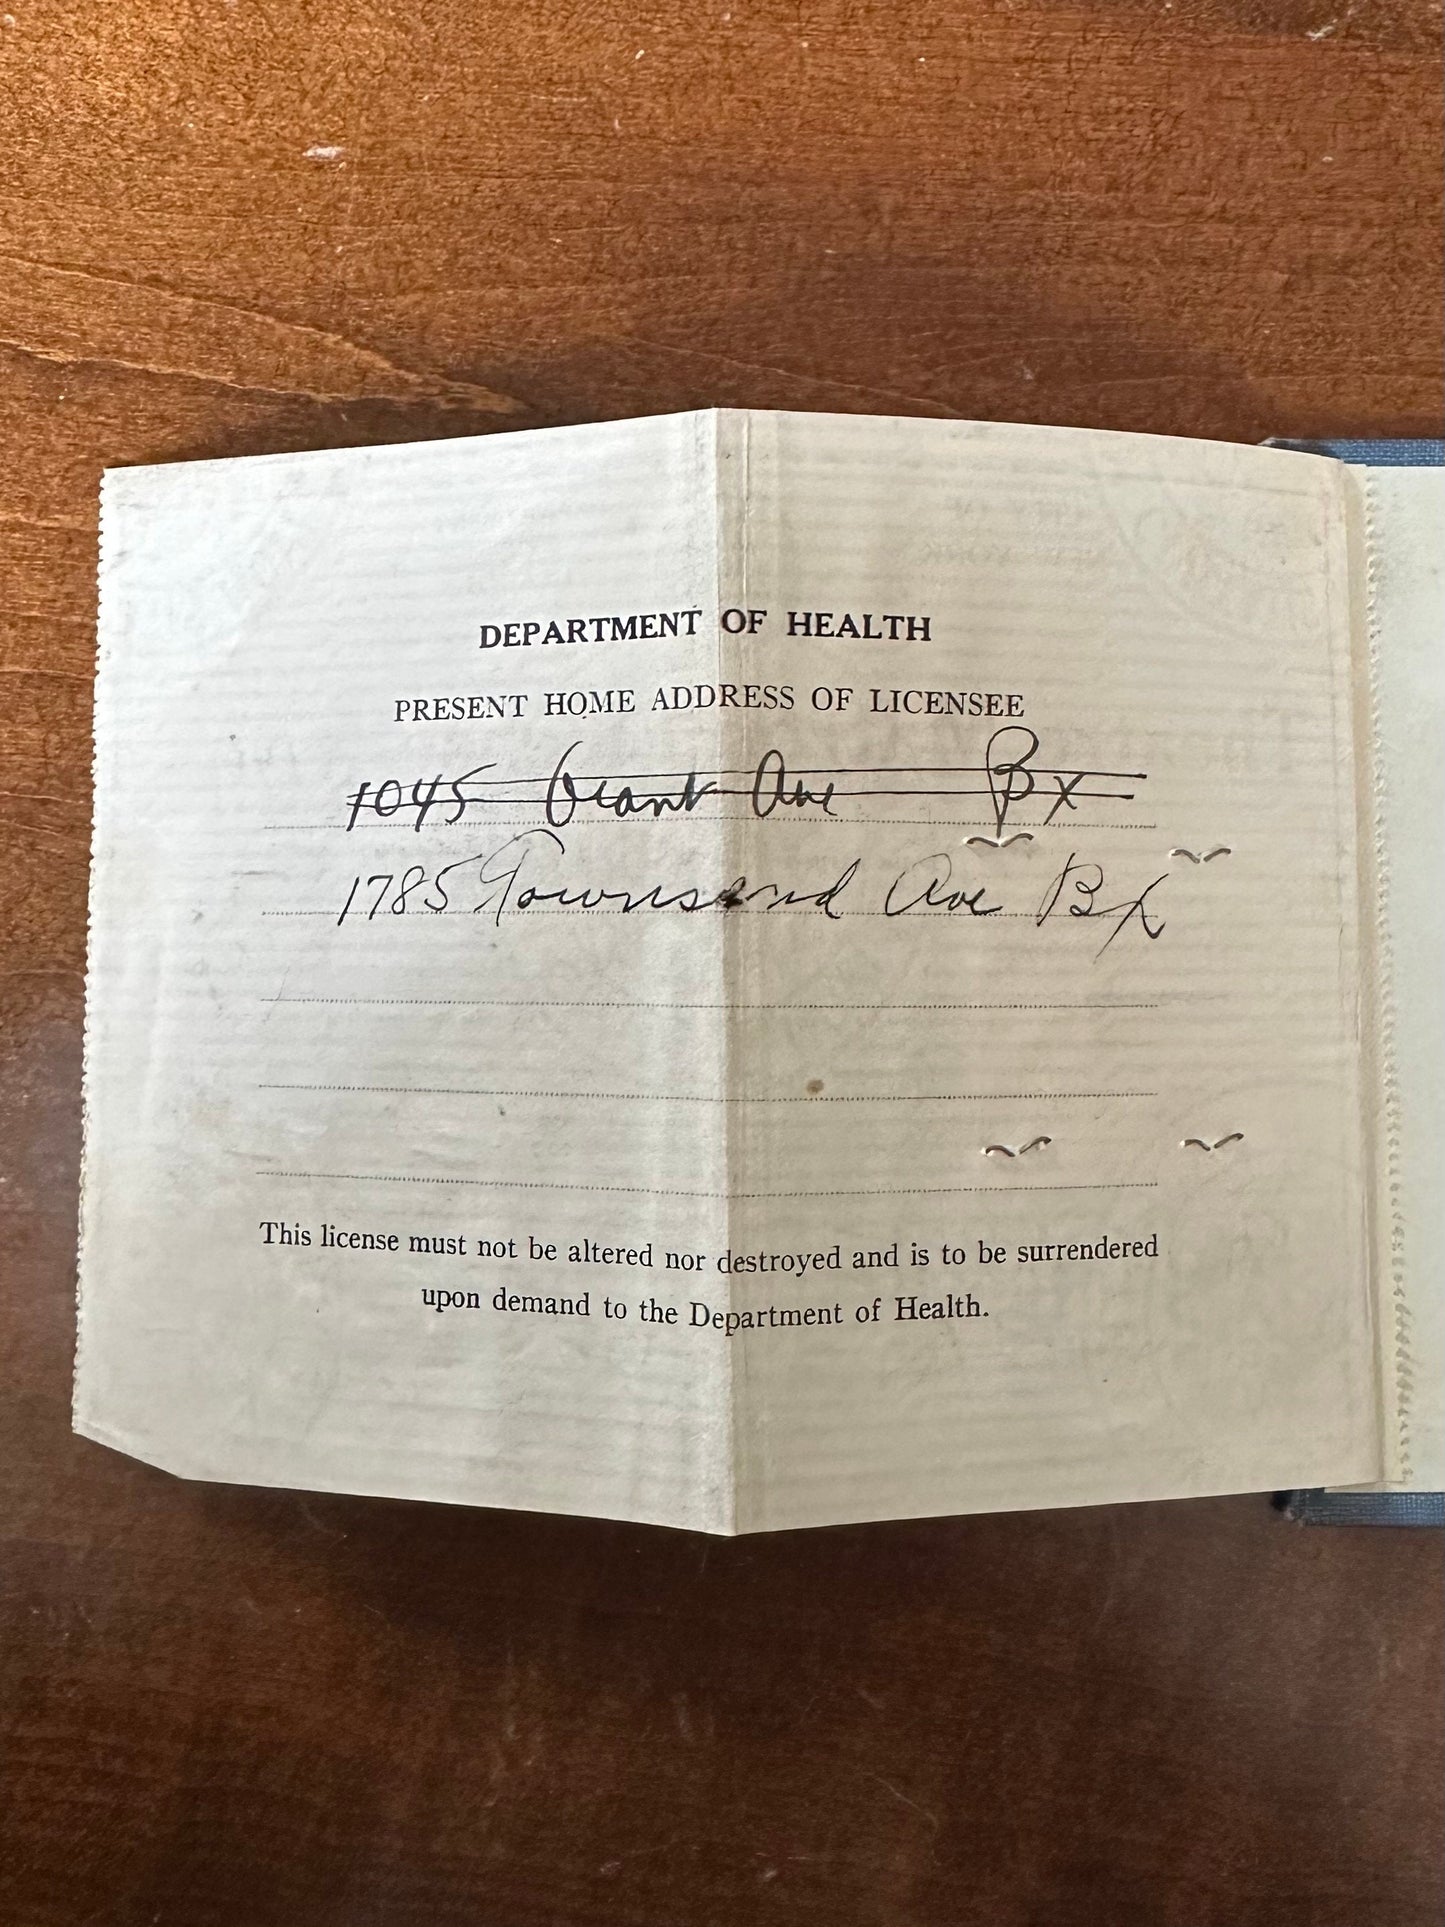 DEPARTMENT OF HEALTH
PRESENT HOME ADDRESS OF LICENSEE
1045 Grant Ave Bx
1785 Townsend Ave Bx
This license must not be altered nor destroyed and is to be surrendered
upon demand to the Department of Health.